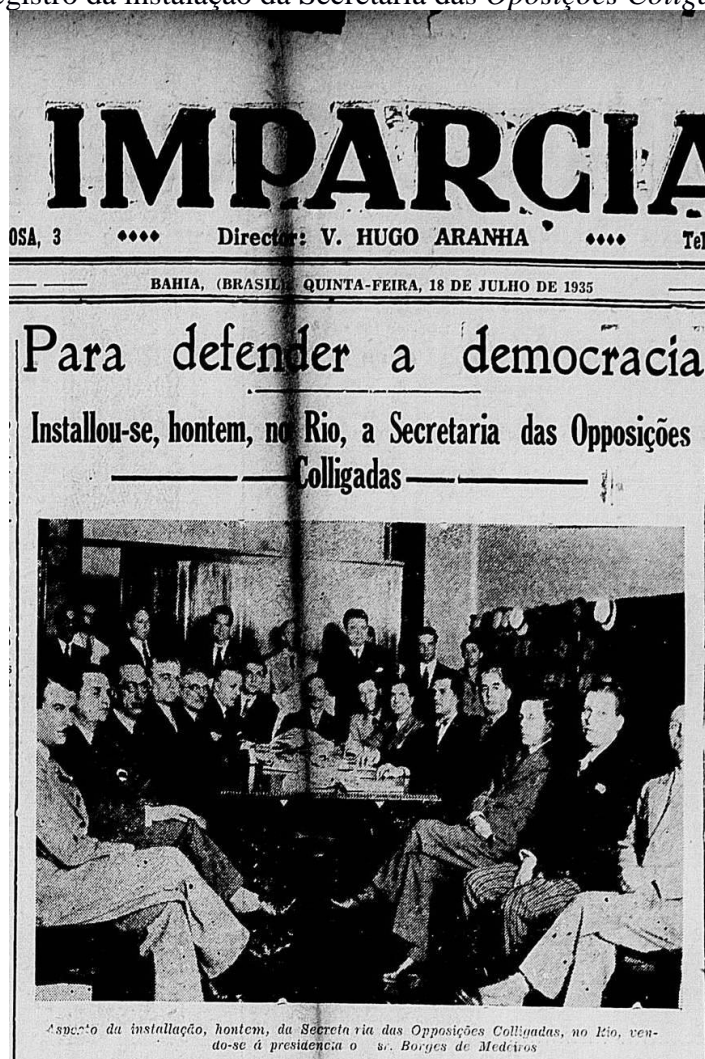 egistro da instalação da Secretaria das Oposições Colig
IMPARCIA
OSA, 3 ♦♦♦♦ Director: V. HUGO ARANHA ♦♦♦♦ Tel
BAHIA, (BRASIL), QUINTA-FEIRA, 18 DE JULHO DE 1935
Para defender a democracia
Installou-se, hontem, no Rio, a Secretaria das Opposições
Colligadas
Aspecto da installação, hontem, da Secretaria das Opposições Colligadas, no Rio, ven-
do-se á presidencia o sr. Borges de Medeiros